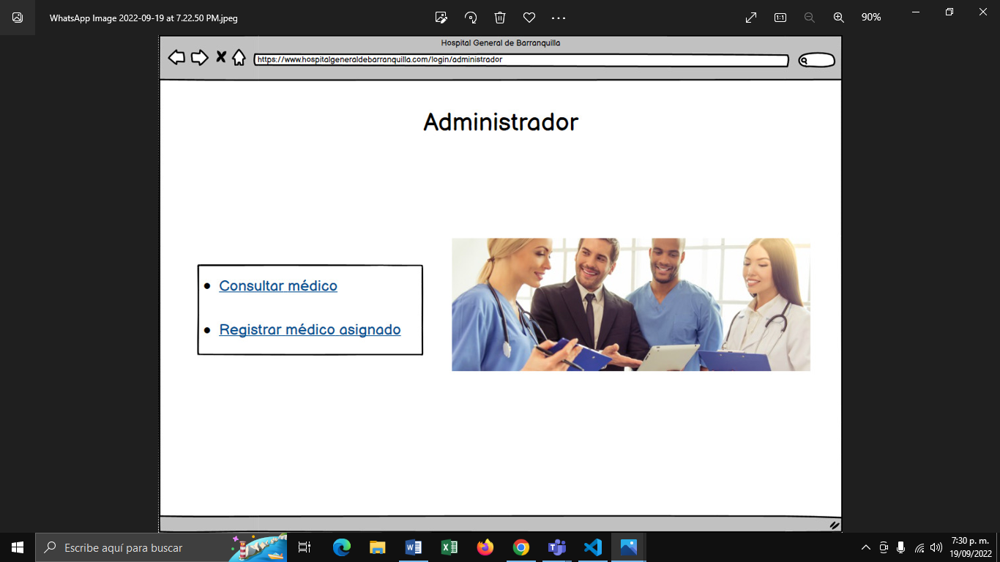 WhatsApp Image 2022-09-19 at 7.22.50 PM.jpeg
90%
Hospital General de Barranquilla
https://www.hospitalgeneraldebarranquilla.com/login/administrador
Administrador
Consultar médico
Registrar médico asignado
Escribe aquí para buscar
7:30 p. m.
19/09/2022